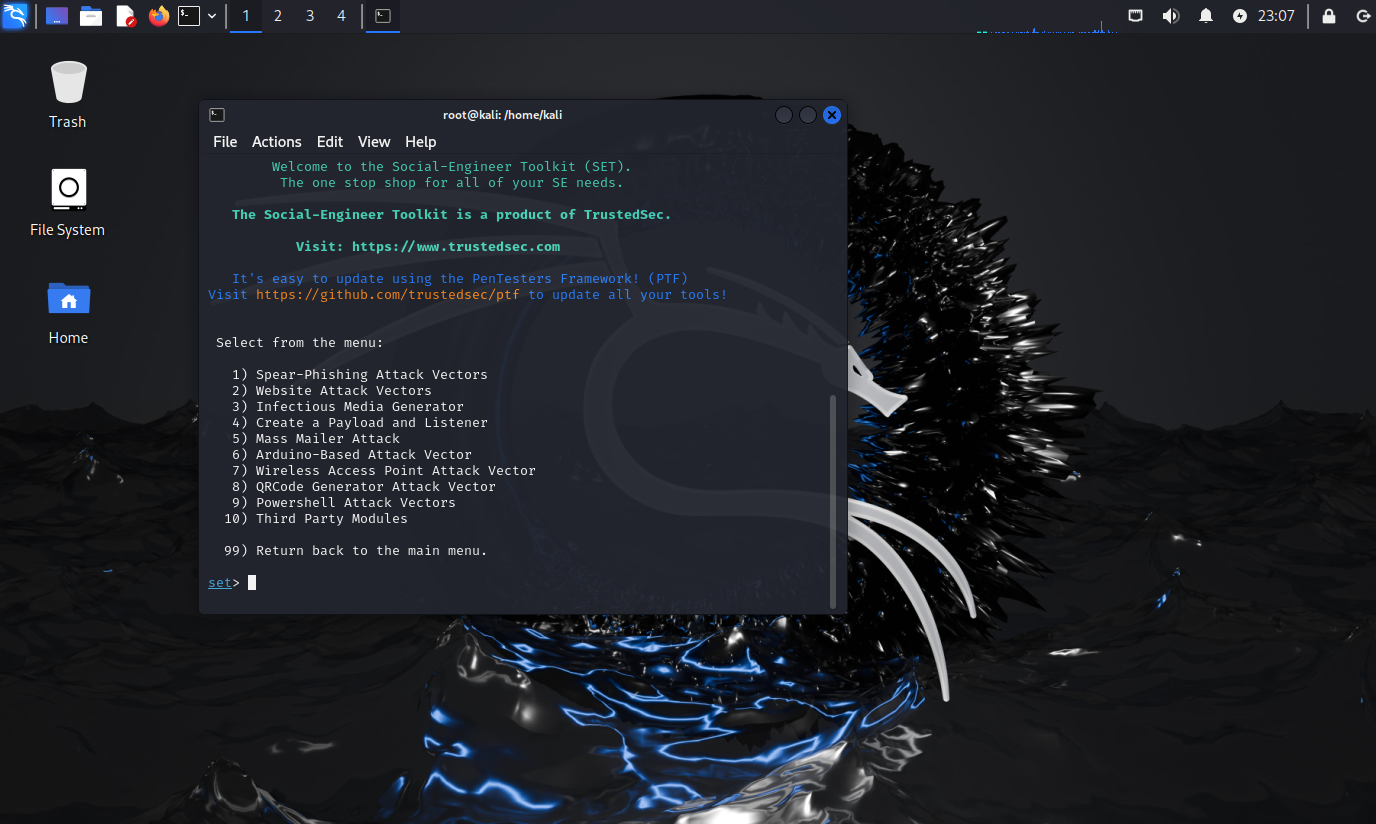 1 2 3 4 23:07
Trash
File System
Home
root@kali: /home/kali
File Actions Edit View Help
Welcome to the Social-Engineer Toolkit (SET).
The one stop shop for all of your SE needs.
The Social-Engineer Toolkit is a product of TrustedSec.
Visit: https://www.trustedsec.com
It's easy to update using the PenTesters Framework! (PTF)
Visit https://github.com/trustedsec/ptf to update all your tools!
Select from the menu:
1) Spear-Phishing Attack Vectors
2) Website Attack Vectors
3) Infectious Media Generator
4) Create a Payload and Listener
5) Mass Mailer Attack
6) Arduino-Based Attack Vector
7) Wireless Access Point Attack Vector
8) QRCode Generator Attack Vector
9) Powershell Attack Vectors
10) Third Party Modules
99) Return back to the main menu.
set>